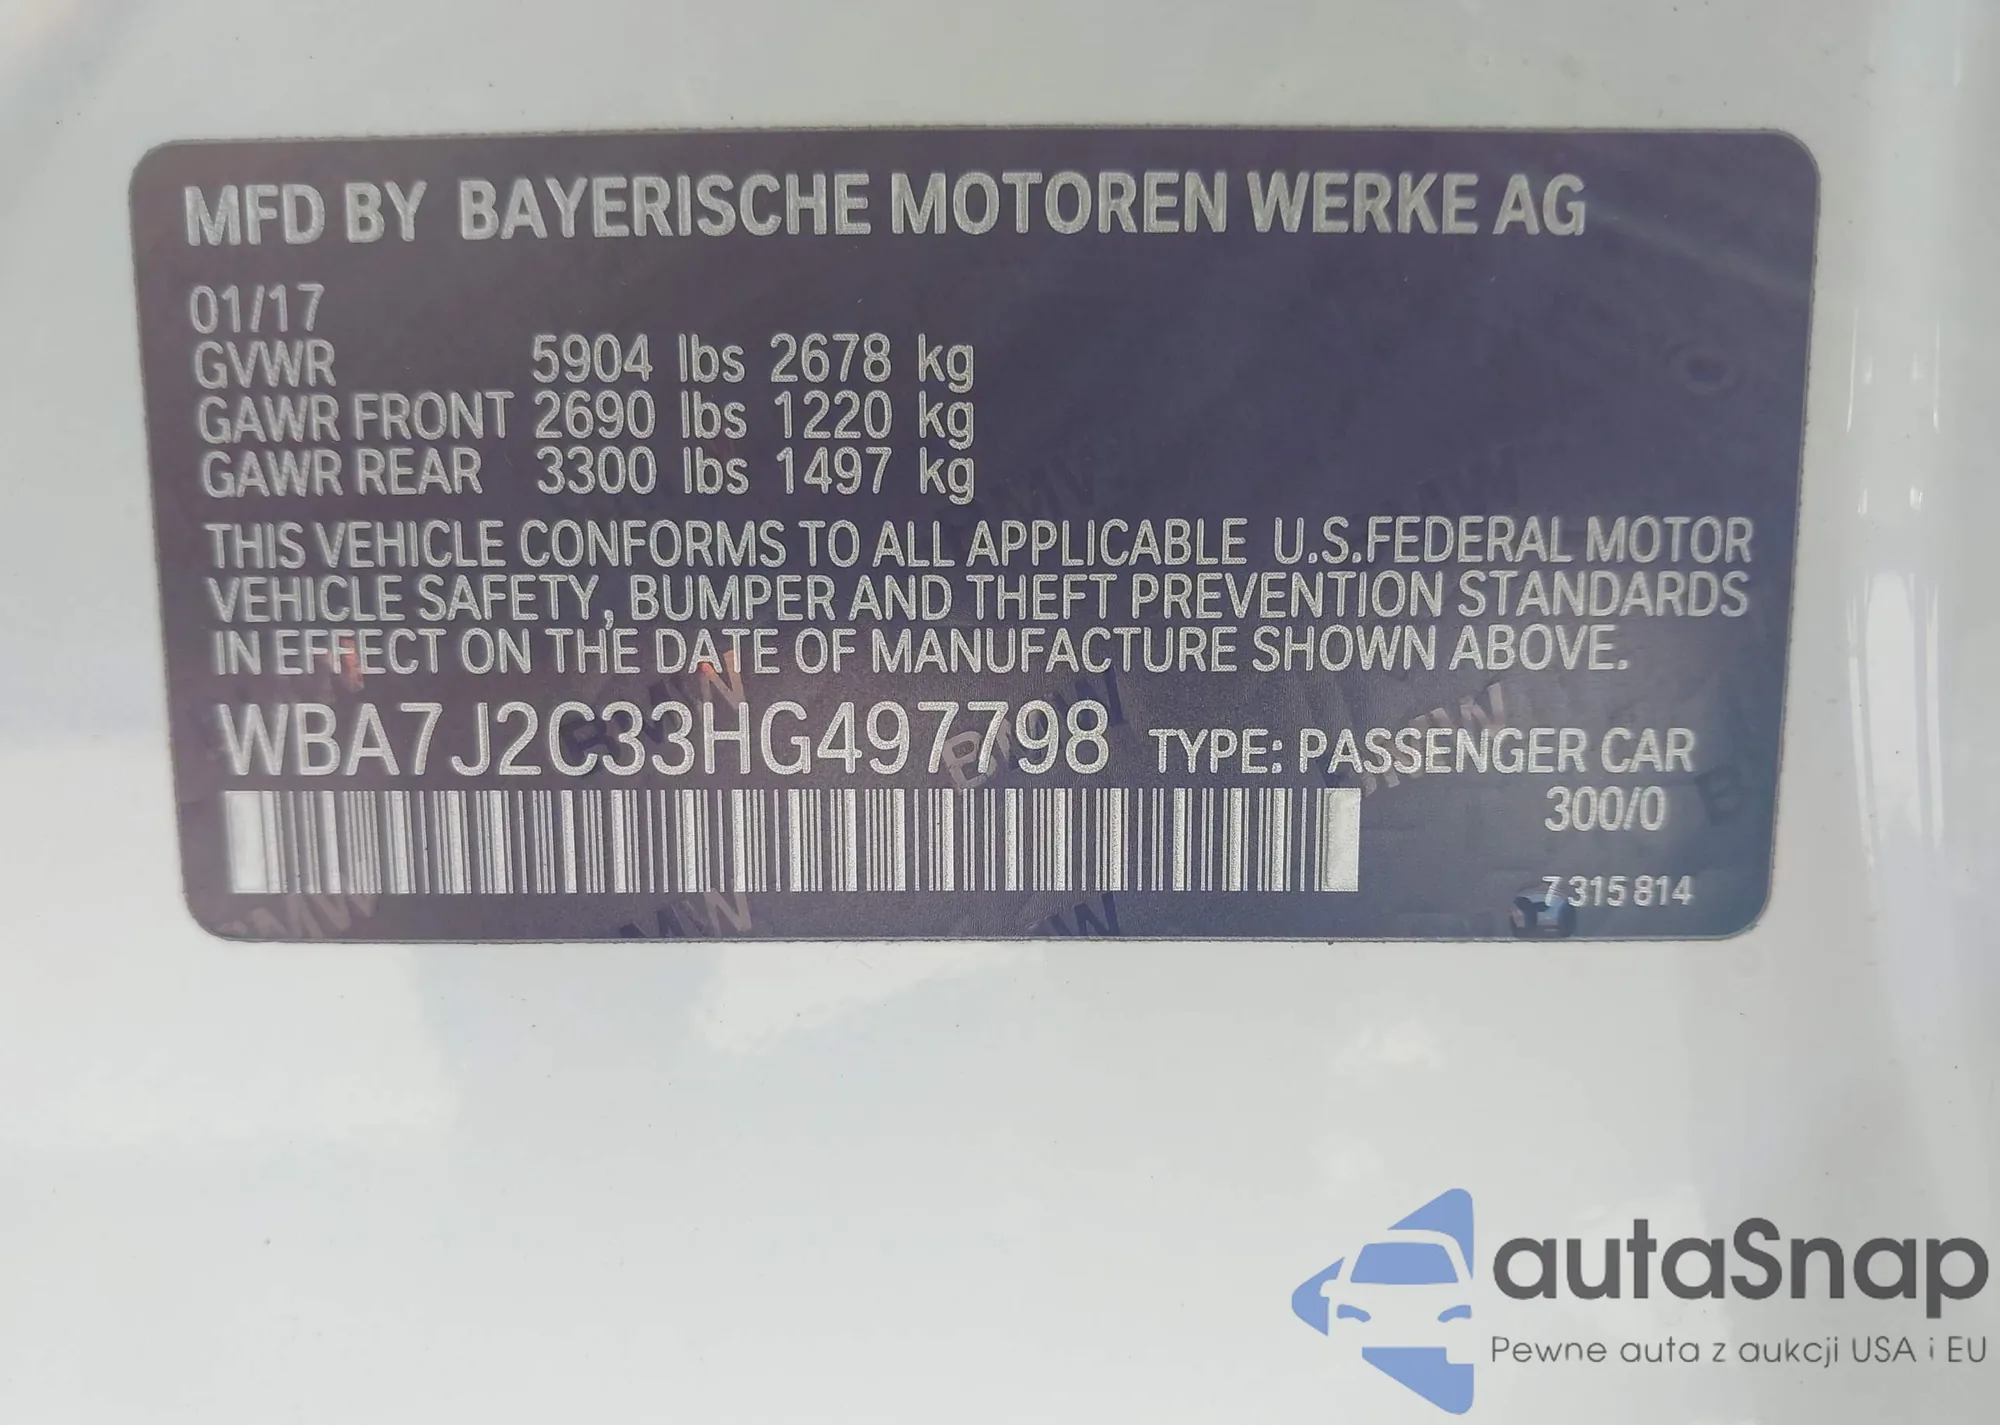 MFD BY BAYERISCHE MOTOREN WERKE AG
01/17
GVWR 5904 lbs 2678 kg
GAWR FRONT 2690 lbs 1220 kg
GAWR REAR 3300 lbs 1497 kg
THIS VEHICLE CONFORMS TO ALL APPLICABLE U.S.FEDERAL MOTOR
VEHICLE SAFETY, BUMPER AND THEFT PREVENTION STANDARDS
IN EFFECT ON THE DATE OF MANUFACTURE SHOWN ABOVE.
WBA7J2C33HG497798 TYPE: PASSENGER CAR
300/0
7 315 814
autaSnap
Pewne auta z aukcji USA i EU